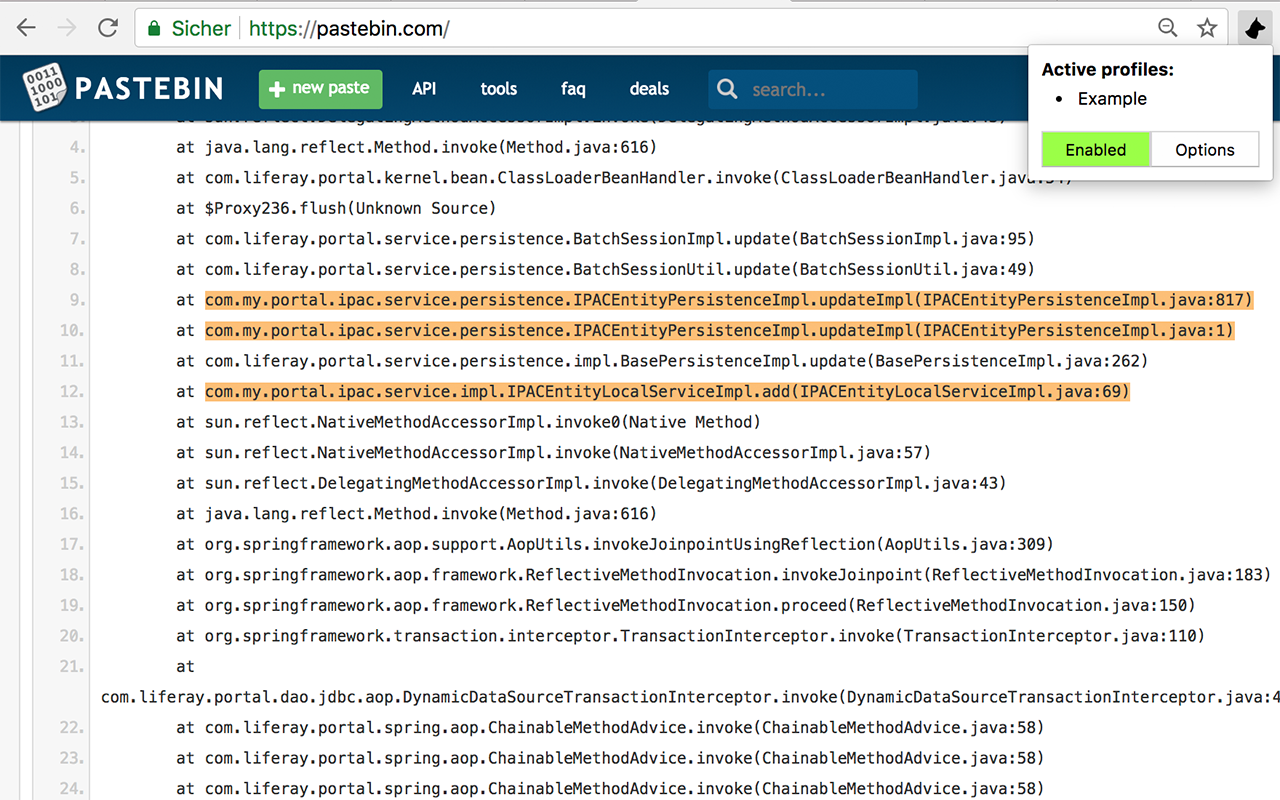 Sicher https://pastebin.com/
0011
1000
101
PASTEBIN
+ new paste
API
tools
faq
deals
search...
Active profiles:
• Example
Enabled
Options
4. at java.lang.reflect.Method.invoke(Method.java:616)
5. at com.liferay.portal.kernel.bean.ClassLoaderBeanHandler.invoke(ClassLoaderBeanHandler.java
6. at $Proxy236.flush(Unknown Source)
7. at com.liferay.portal.service.persistence.BatchSessionImpl.update(BatchSessionImpl.java:95)
8. at com.liferay.portal.service.persistence.BatchSessionUtil.update(BatchSessionUtil.java:49)
9. at com.my.portal.ipac.service.persistence.IPACEntityPersistenceImpl.updateImpl(IPACEntityPersistenceImpl.java:817)
10. at com.my.portal.ipac.service.persistence.IPACEntityPersistenceImpl.updateImpl(IPACEntityPersistenceImpl.java:1)
11. at com.liferay.portal.service.persistence.impl.BasePersistenceImpl.update(BasePersistenceImpl.java:262)
12. at com.my.portal.ipac.service.impl.IPACEntityLocalServiceImpl.add(IPACEntityLocalServiceImpl.java:69)
13. at sun.reflect.NativeMethodAccessorImpl.invoke0(Native Method)
14. at sun.reflect.NativeMethodAccessorImpl.invoke(NativeMethodAccessorImpl.java:57)
15. at sun.reflect.DelegatingMethodAccessorImpl.invoke(DelegatingMethodAccessorImpl.java:43)
16. at java.lang.reflect.Method.invoke(Method.java:616)
17. at org.springframework.aop.support.AopUtils.invokeJoinpointUsingReflection(AopUtils.java:309)
18. at org.springframework.aop.framework.ReflectiveMethodInvocation.invokeJoinpoint(ReflectiveMethodInvocation.java:183)
19. at org.springframework.aop.framework.ReflectiveMethodInvocation.proceed(ReflectiveMethodInvocation.java:150)
20. at org.springframework.transaction.interceptor.TransactionInterceptor.invoke(TransactionInterceptor.java:110)
21. at
com.liferay.portal.dao.jdbc.aop.DynamicDataSourceTransactionInterceptor.invoke(DynamicDataSourceTransactionInterceptor.java:4
22. at com.liferay.portal.spring.aop.ChainableMethodAdvice.invoke(ChainableMethodAdvice.java:58)
23. at com.liferay.portal.spring.aop.ChainableMethodAdvice.invoke(ChainableMethodAdvice.java:58)
24. at com.liferay.portal.spring.aop.ChainableMethodAdvice.invoke(ChainableMethodAdvice.java:58)